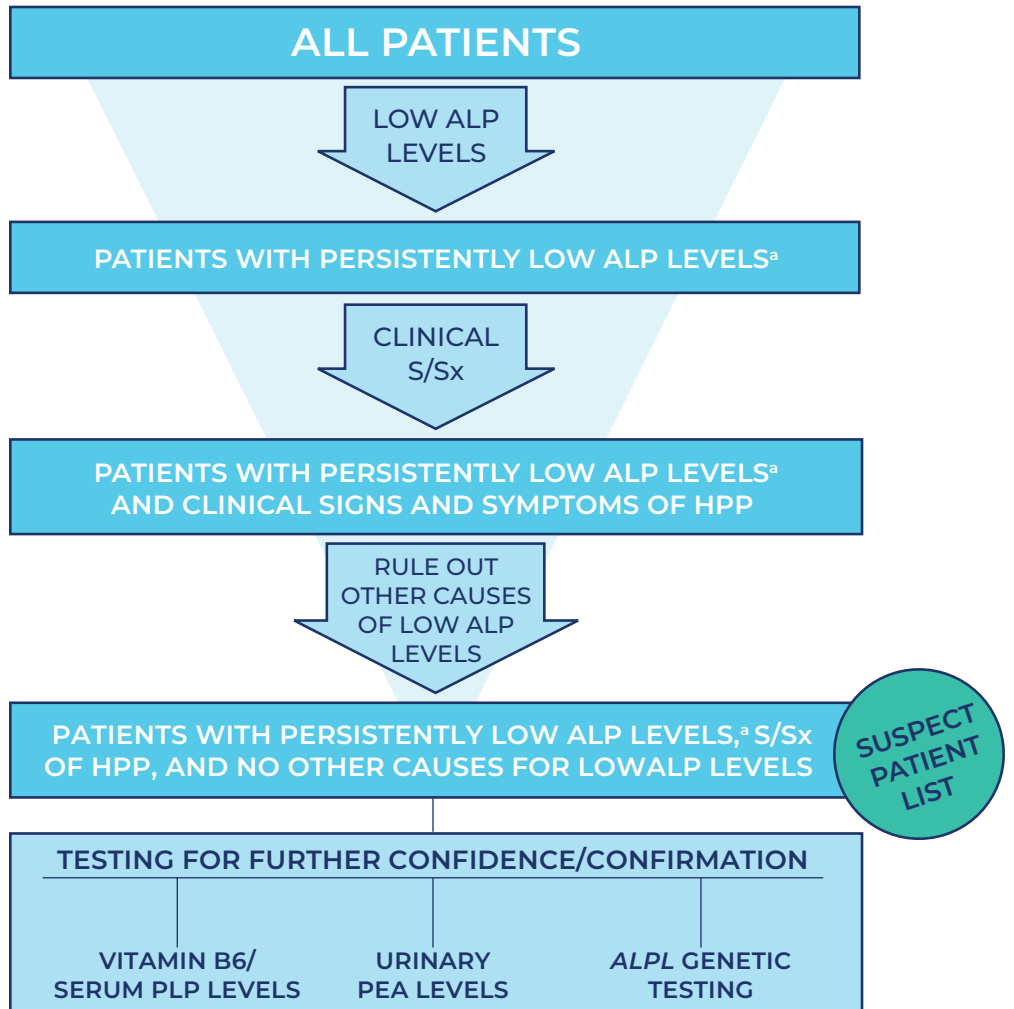 ALL PATIENTS
LOW ALP
LEVELS
PATIENTS WITH PERSISTENTLY LOW ALP LEVELSᵃ
CLINICAL
S/Sx
PATIENTS WITH PERSISTENTLY LOW ALP LEVELSᵃ
AND CLINICAL SIGNS AND SYMPTOMS OF HPP
RULE OUT
OTHER CAUSES
OF LOW ALP
LEVELS
PATIENTS WITH PERSISTENTLY LOW ALP LEVELS,ᵃ S/Sx
OF HPP, AND NO OTHER CAUSES FOR LOWALP LEVELS
SUSPECT
PATIENT
LIST
TESTING FOR FURTHER CONFIDENCE/CONFIRMATION
VITAMIN B6/
SERUM PLP LEVELS
URINARY
PEA LEVELS
ALPL GENETIC
TESTING